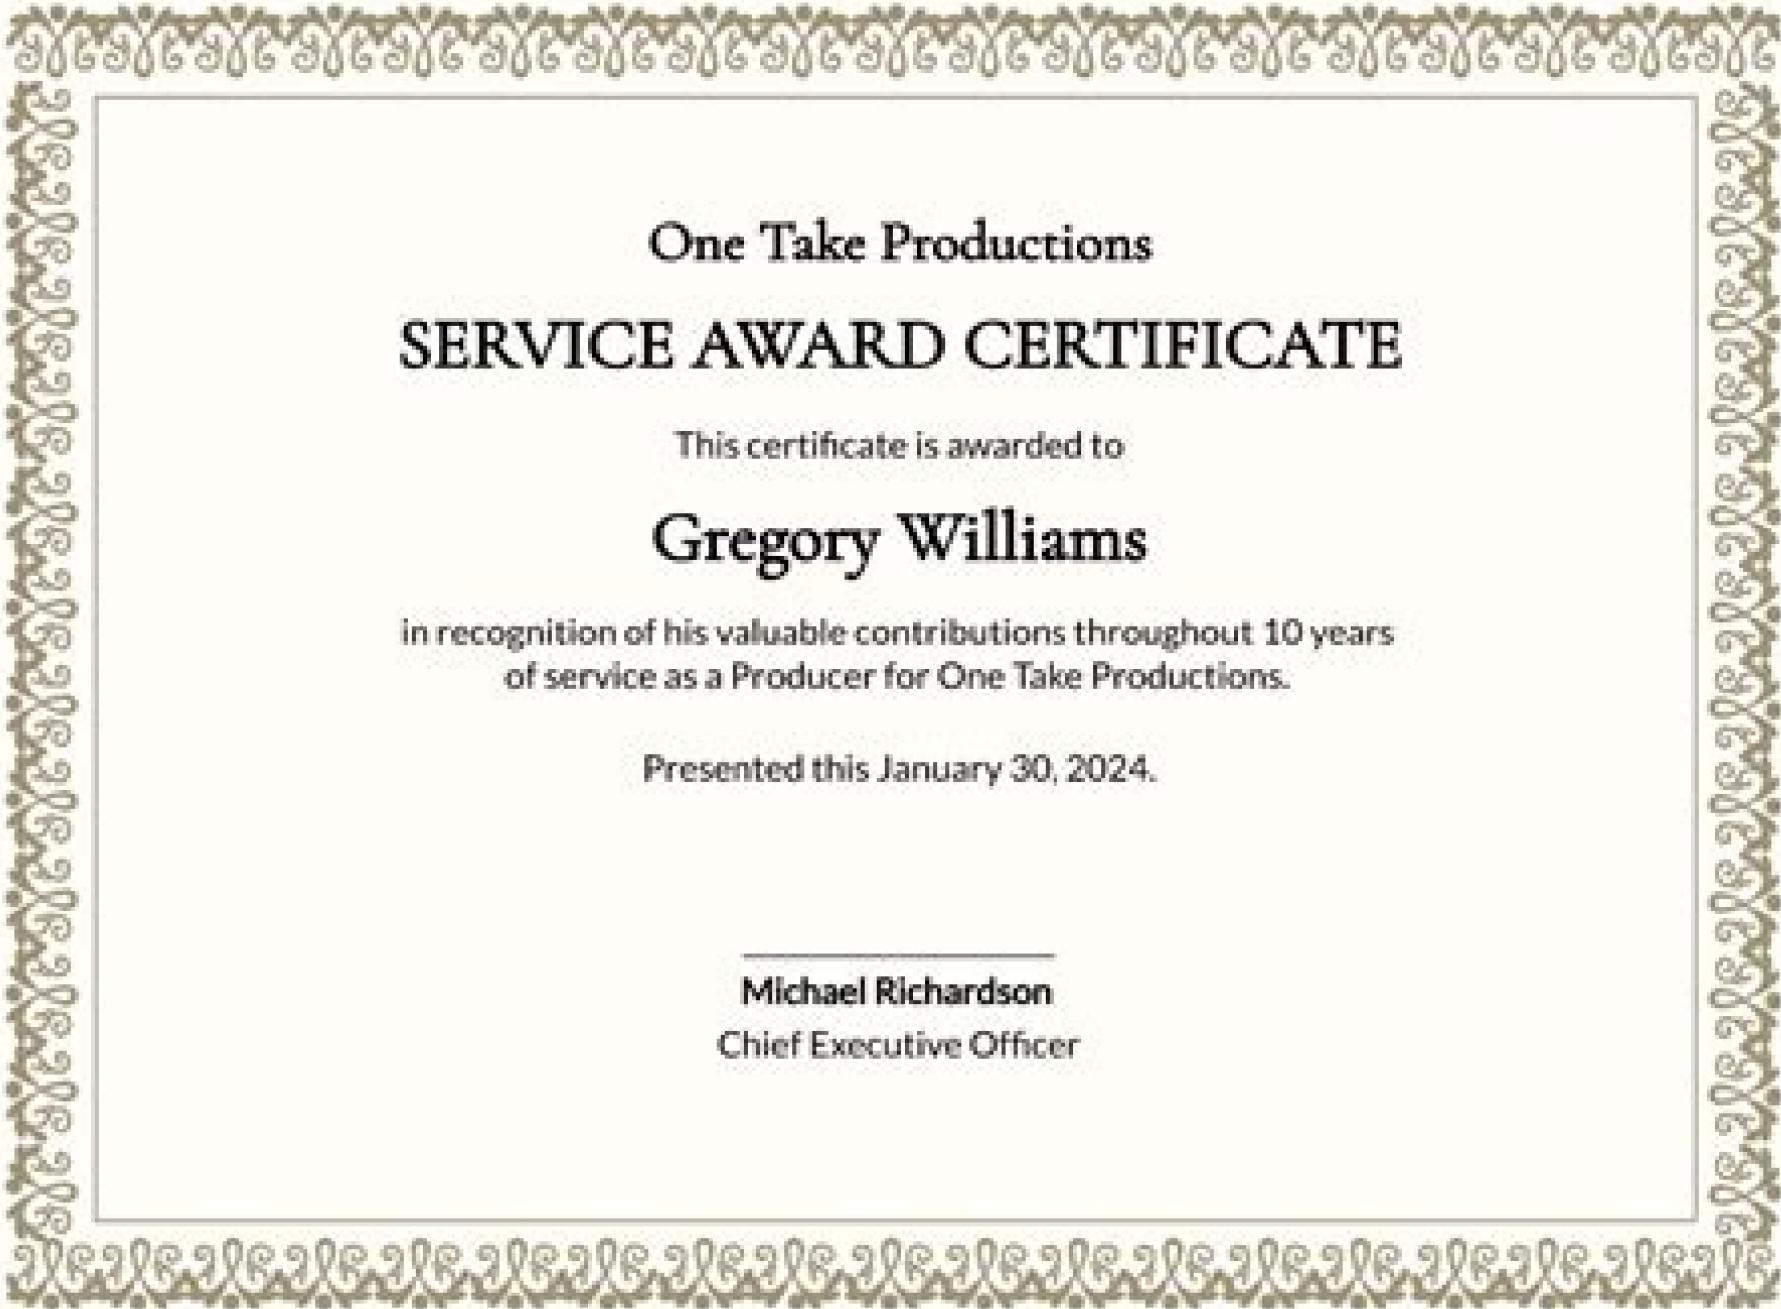 One Take Productions
SERVICE AWARD CERTIFICATE
This certificate is awarded to
Gregory Williams
in recognition of his valuable contributions throughout 10 years
of service as a Producer for One Take Productions.
Presented this January 30, 2024.
Michael Richardson
Chief Executive Officer